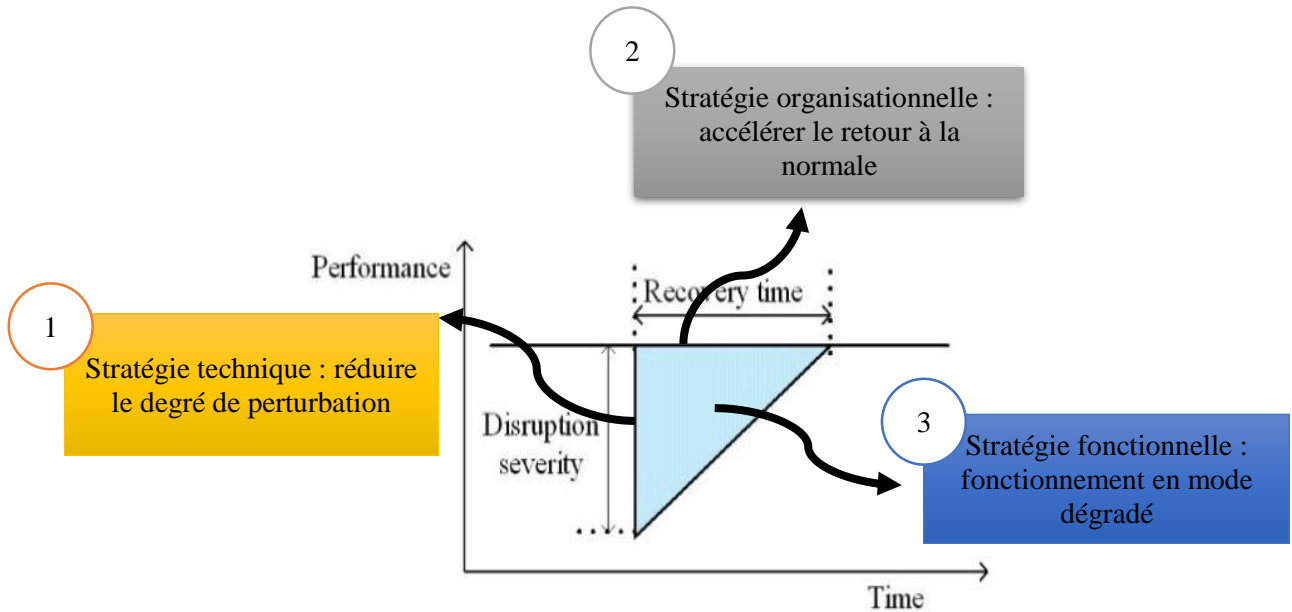 2
Stratégie organisationnelle :
accélérer le retour à la
normale
Performance
Recovery time
1
Stratégie technique : réduire
le degré de perturbation
Disruption
severity
3
Stratégie fonctionnelle :
fonctionnement en mode
dégradé
Time